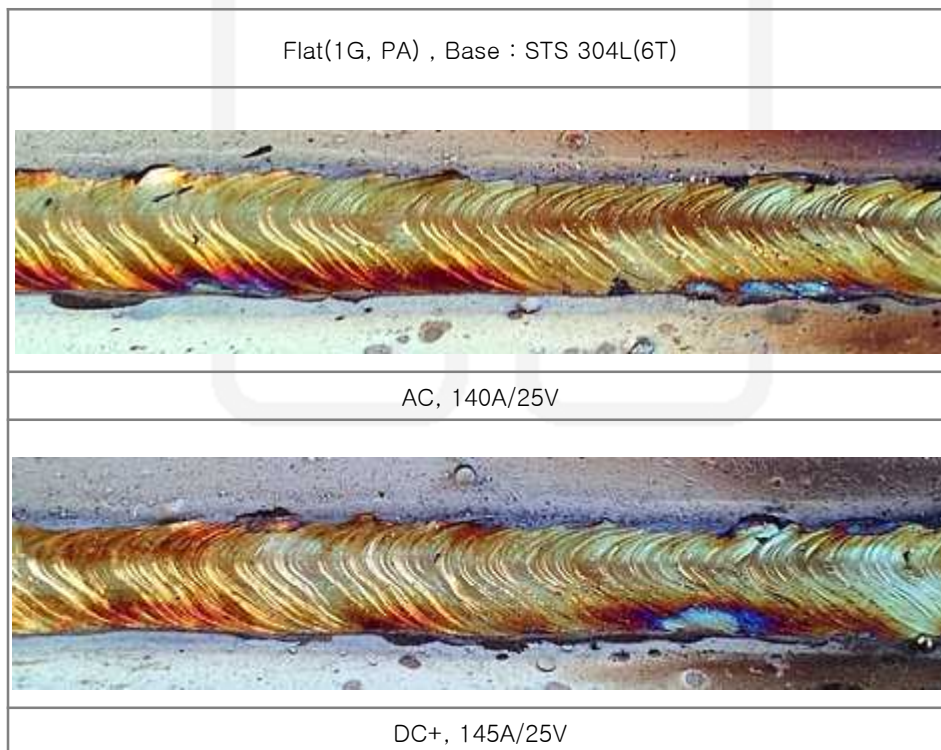 Flat(1G, PA) , Base : STS 304L(6T)
AC, 140A/25V
DC+, 145A/25V